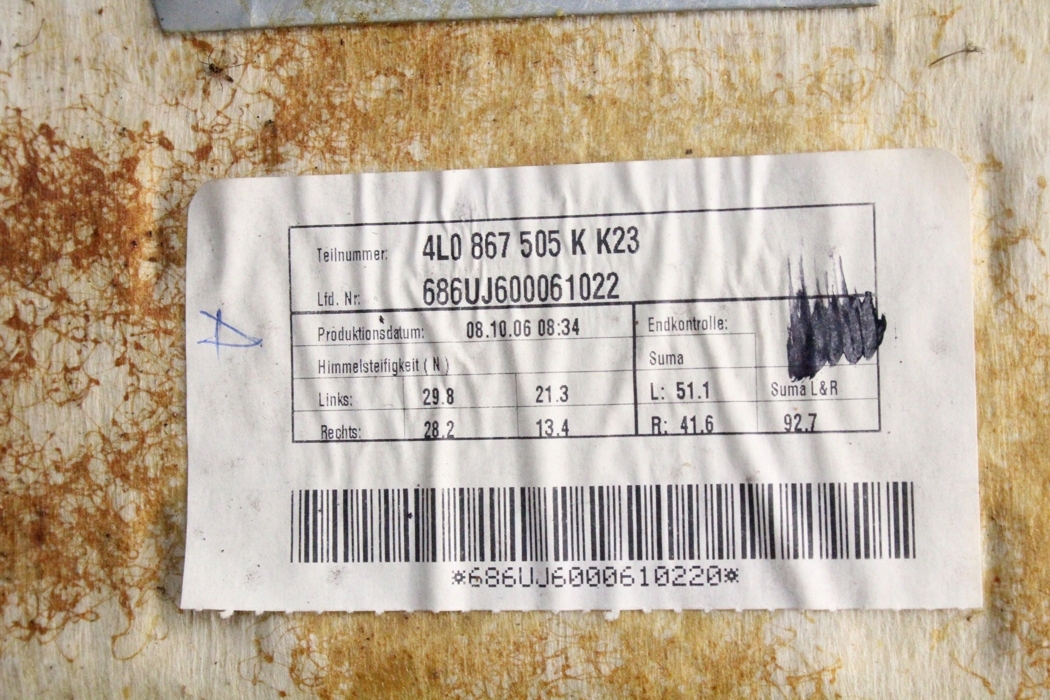 Teilnummer: 4L0 867 505 K K23
Lfd. Nr: 686UJ600061022
Produktionsdatum: 08.10.06 08:34 Endkontrolle:
Himmelsteifigkeit ( N ) Suma
Links: 29.8 21.3 L: 51.1 Suma L&R
Rechts: 28.2 13.4 R: 41.6 92.7
*686UJ6000610220*